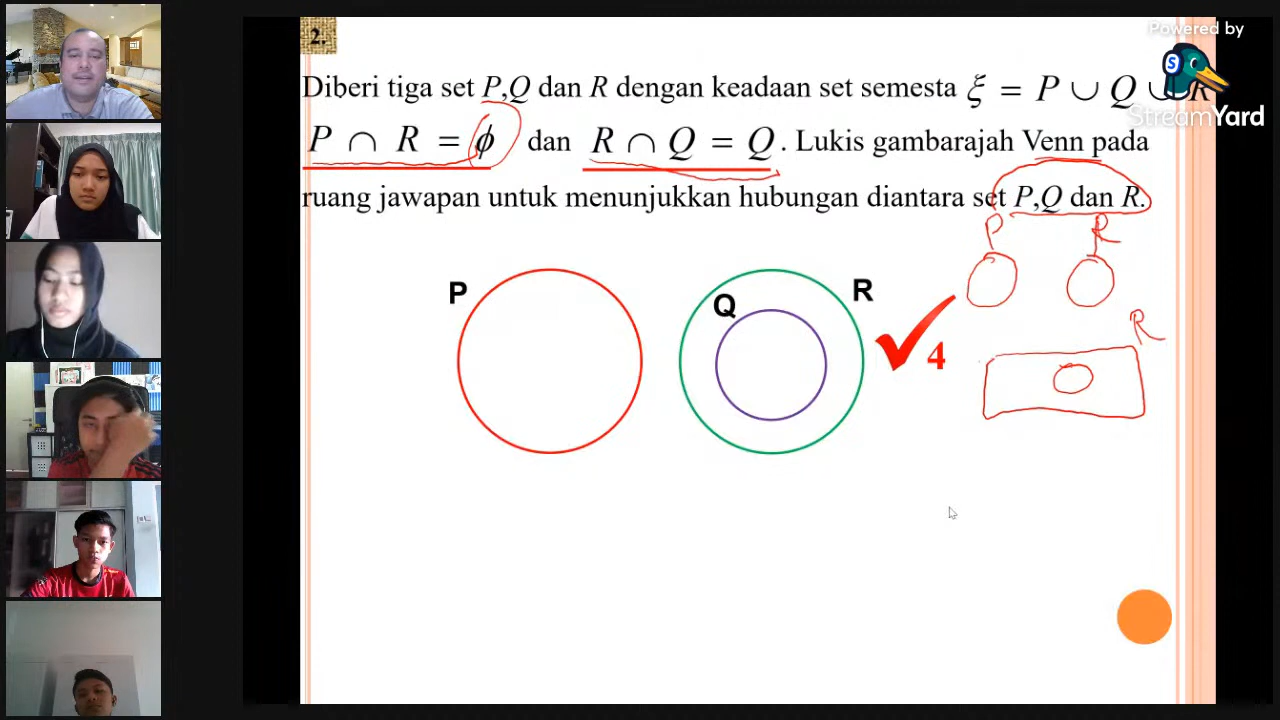 2.
Powered by
StreamYard
Diberi tiga set P,Q dan R dengan keadaan set semesta ξ = P ∪ Q ∪ R
P ∩ R = ϕ dan R ∩ Q = Q. Lukis gambarajah Venn pada
ruang jawapan untuk menunjukkan hubungan diantara set P,Q dan R.
P R
P Q R
4
R